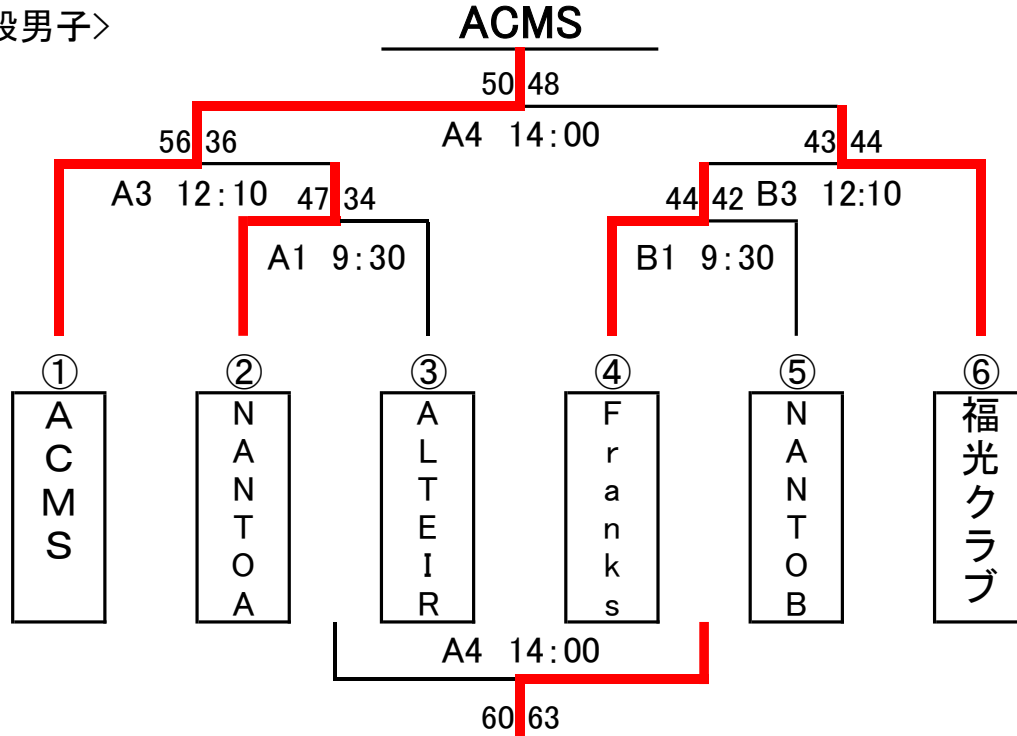 段男子>
ACMS
50 48
A4 14:00
56 36
43 44
A3 12:10
47 34
44 42
B3 12:10
A1 9:30
B1 9:30
① ② ③ ④ ⑤ ⑥
ACMS
NANTOA
ALTEIR
Franks
NANTOB
福光クラブ
A4 14:00
60 63